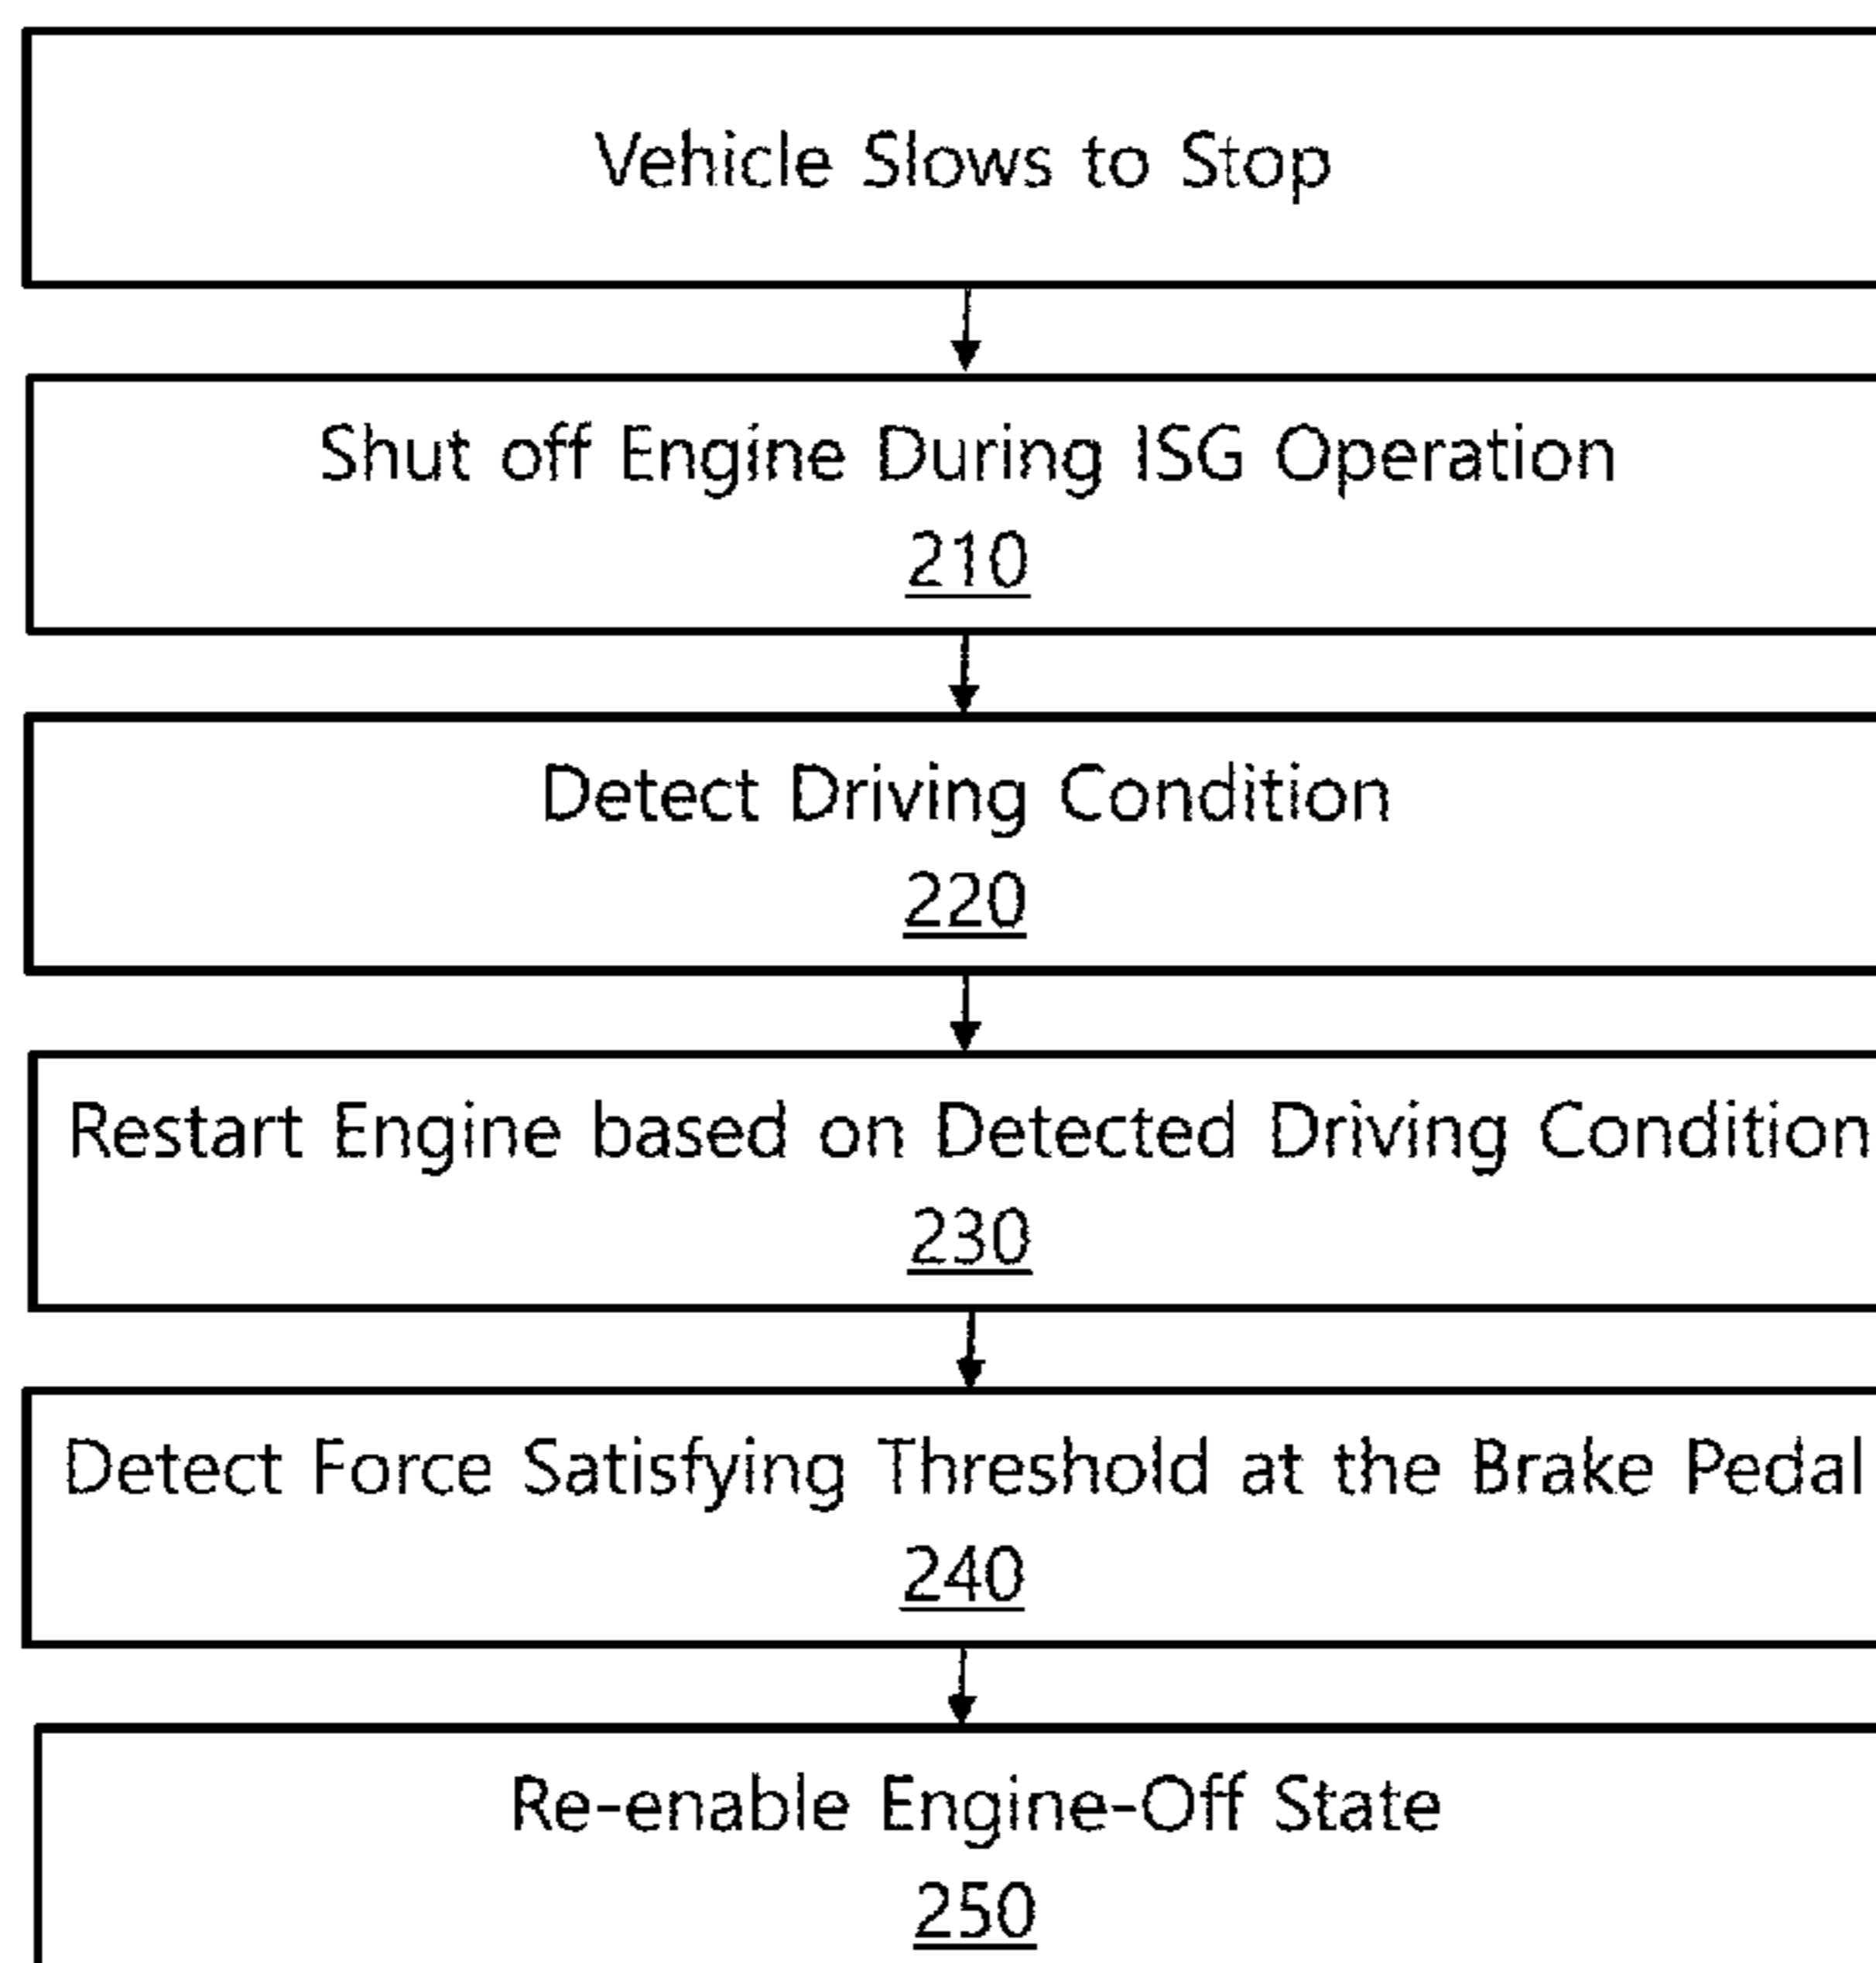 Vehicle Slows to Stop
Shut off Engine During ISG Operation
210
Detect Driving Condition
220
Restart Engine based on Detected Driving Condition
230
Detect Force Satisfying Threshold at the Brake Pedal
240
Re-enable Engine-Off State
250